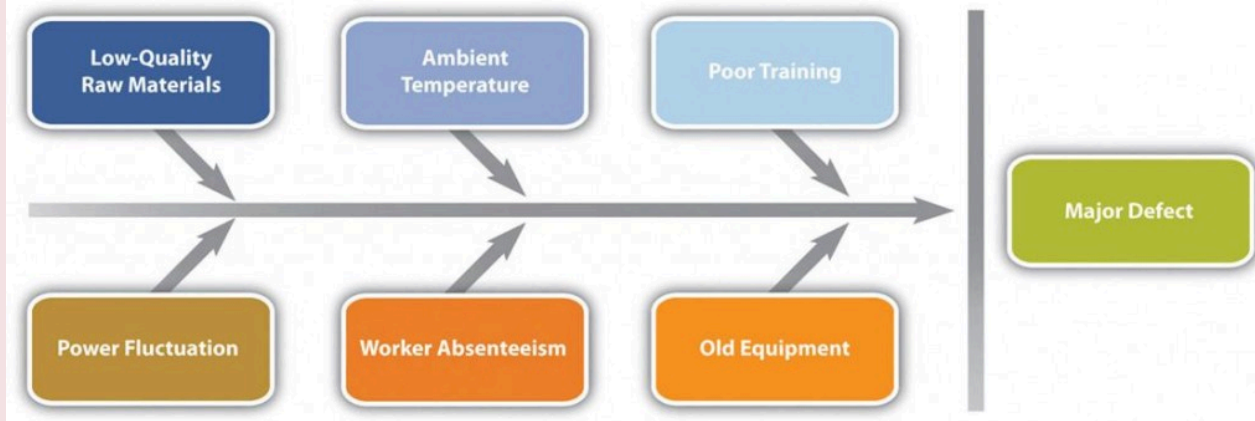 Low-Quality
Raw Materials
Ambient
Temperature
Poor Training
Major Defect
Power Fluctuation
Worker Absenteeism
Old Equipment